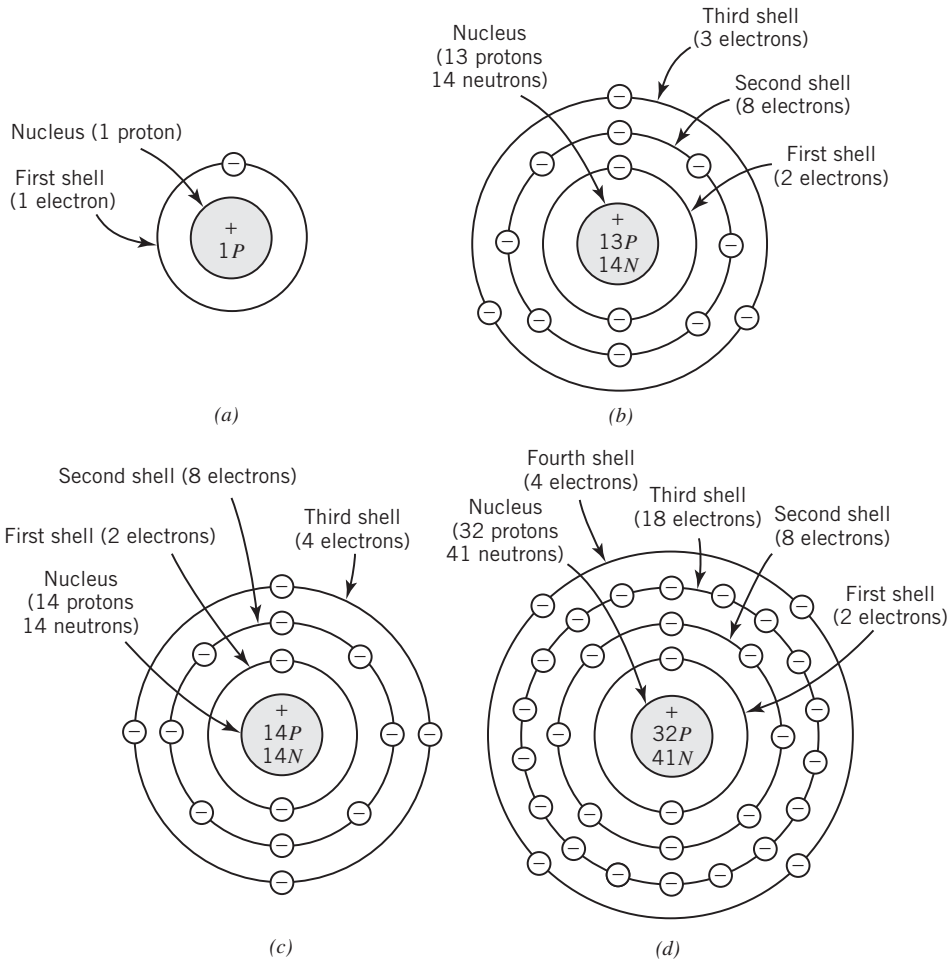 Nucleus (1 proton)
First shell
(1 electron)
+
1P
−
(a)
Nucleus
(13 protons
14 neutrons)
Third shell
(3 electrons)
Second shell
(8 electrons)
First shell
(2 electrons)
+
13P
14N
− − −
− − − − − − − −
− −
(b)
Second shell (8 electrons)
First shell (2 electrons)
Nucleus
(14 protons
14 neutrons)
Third shell
(4 electrons)
+
14P
14N
− − − −
− − − − − − − −
− −
(c)
Fourth shell
(4 electrons)
Nucleus
(32 protons
41 neutrons)
Third shell
(18 electrons)
Second shell
(8 electrons)
First shell
(2 electrons)
+
32P
41N
− − − −
− − − − − − − − − − − − − − − − − −
− − − − − − − −
− −
(d)